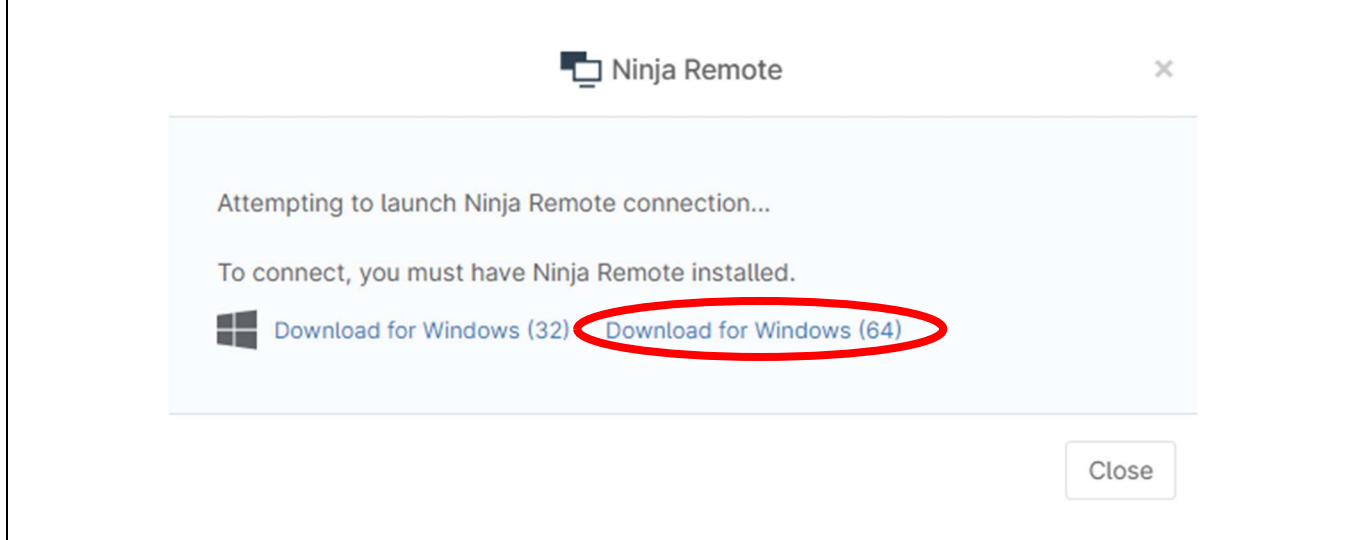 Ninja Remote ×
Attempting to launch Ninja Remote connection...
To connect, you must have Ninja Remote installed.
Download for Windows (32) Download for Windows (64)
Close